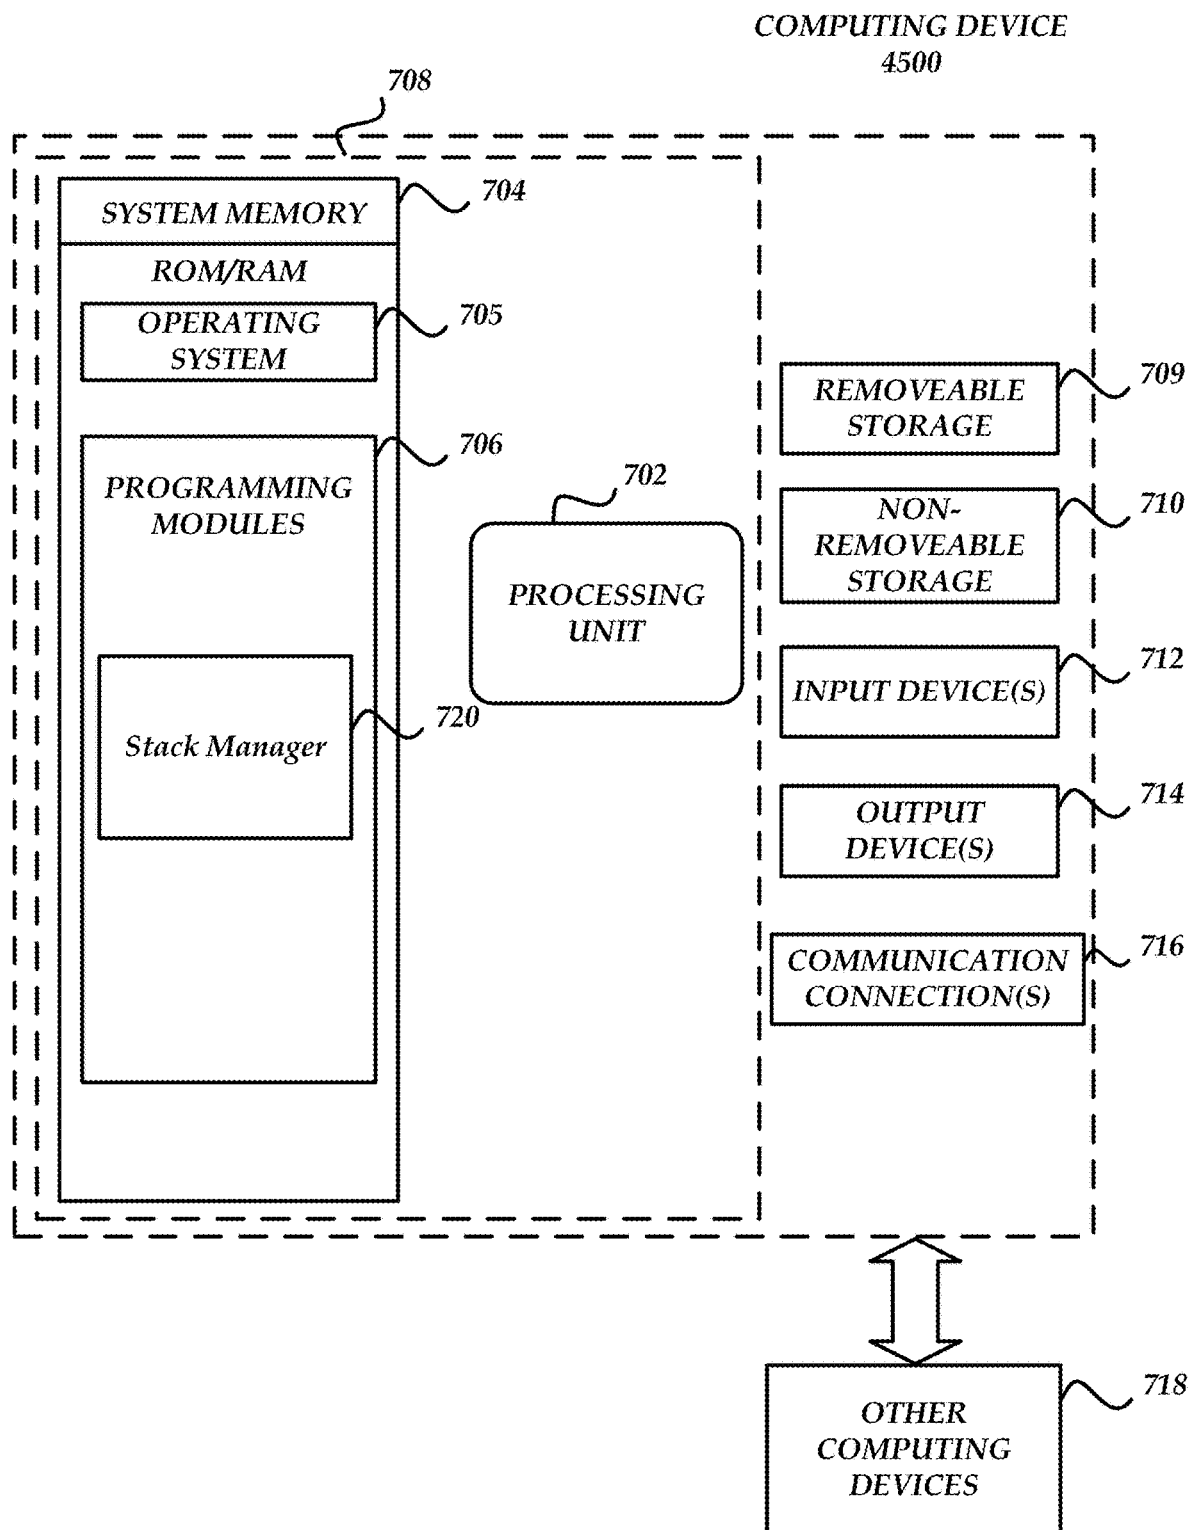 COMPUTING DEVICE
4500
708
SYSTEM MEMORY
704
ROM/RAM
OPERATING
SYSTEM
705
PROGRAMMING
MODULES
706
Stack Manager
720
702
PROCESSING
UNIT
REMOVEABLE
STORAGE
709
NON-
REMOVEABLE
STORAGE
710
INPUT DEVICE(S)
712
OUTPUT
DEVICE(S)
714
COMMUNICATION
CONNECTION(S)
716
OTHER
COMPUTING
DEVICES
718